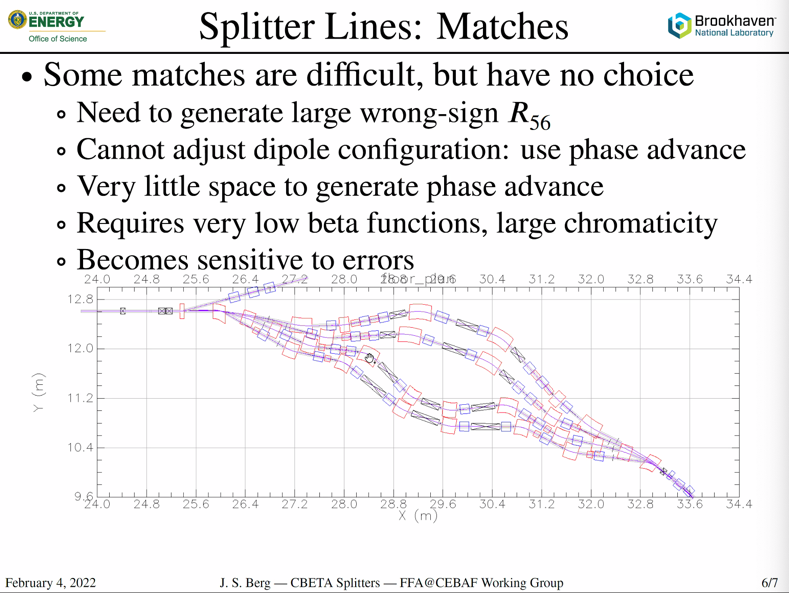 U.S. DEPARTMENT OF
ENERGY
Office of Science
Splitter Lines: Matches
Brookhaven
National Laboratory
• Some matches are difficult, but have no choice
∘ Need to generate large wrong-sign R56
∘ Cannot adjust dipole configuration: use phase advance
∘ Very little space to generate phase advance
∘ Requires very low beta functions, large chromaticity
∘ Becomes sensitive to errors
floor_plan
24.0 24.8 25.6 26.4 27.2 28.0 28.8 29.6 30.4 31.2 32.0 32.8 33.6 34.4
12.8
12.0
11.2
10.4
9.6
Y (m)
24.0 24.8 25.6 26.4 27.2 28.0 28.8 29.6 30.4 31.2 32.0 32.8 33.6 34.4
X (m)
February 4, 2022 J. S. Berg — CBETA Splitters — FFA@CEBAF Working Group 6/7